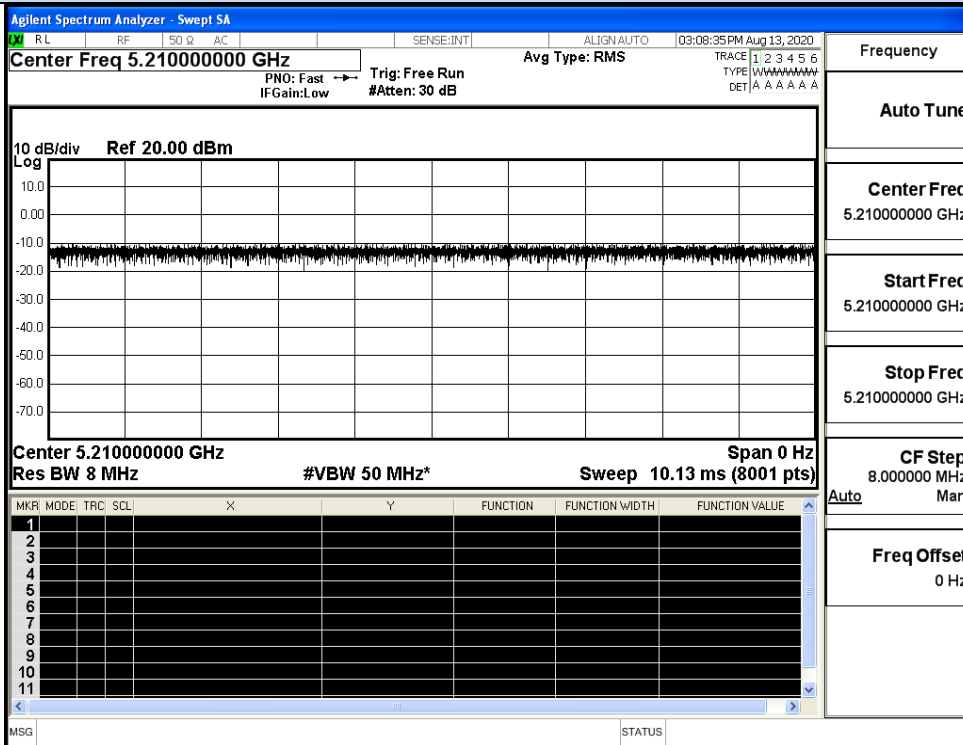 Agilent Spectrum Analyzer - Swept SA
LXI RL RF 50 Ω AC SENSE:INT ALIGN AUTO 03:08:35 PM Aug 13, 2020
Center Freq 5.210000000 GHz
Avg Type: RMS
TRACE 1 2 3 4 5 6
TYPE
DET A A A A A A
PNO: Fast
IFGain:Low
Trig: Free Run
#Atten: 30 dB
10 dB/div Ref 20.00 dBm
Log
10.0
0.00
-10.0
-20.0
-30.0
-40.0
-50.0
-60.0
-70.0
Center 5.210000000 GHz Span 0 Hz
Res BW 8 MHz #VBW 50 MHz* Sweep 10.13 ms (8001 pts)
MKR MODE TRC SCL X Y FUNCTION FUNCTION WIDTH FUNCTION VALUE
1
2
3
4
5
6
7
8
9
10
11
MSG STATUS
Frequency
Auto Tune
Center Freq
5.210000000 GHz
Start Freq
5.210000000 GHz
Stop Freq
5.210000000 GHz
CF Step
8.000000 MHz
Auto Man
Freq Offset
0 Hz